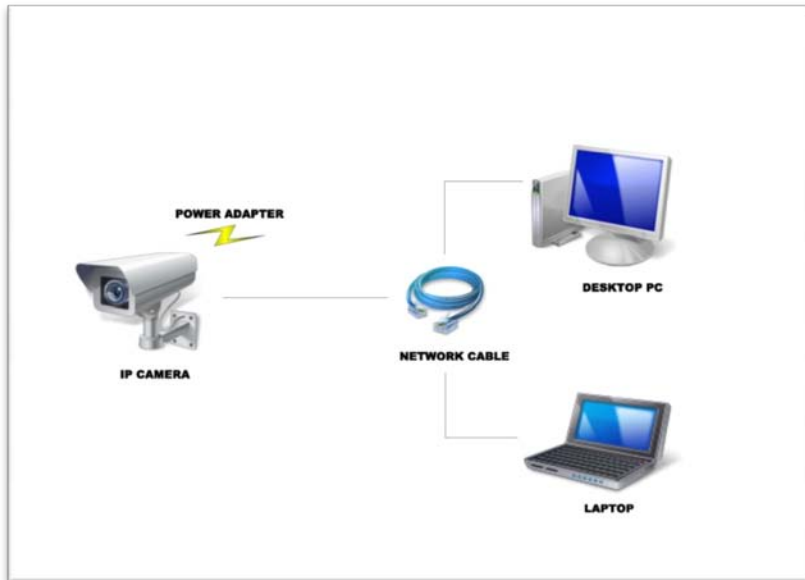 POWER ADAPTER
IP CAMERA
NETWORK CABLE
DESKTOP PC
LAPTOP